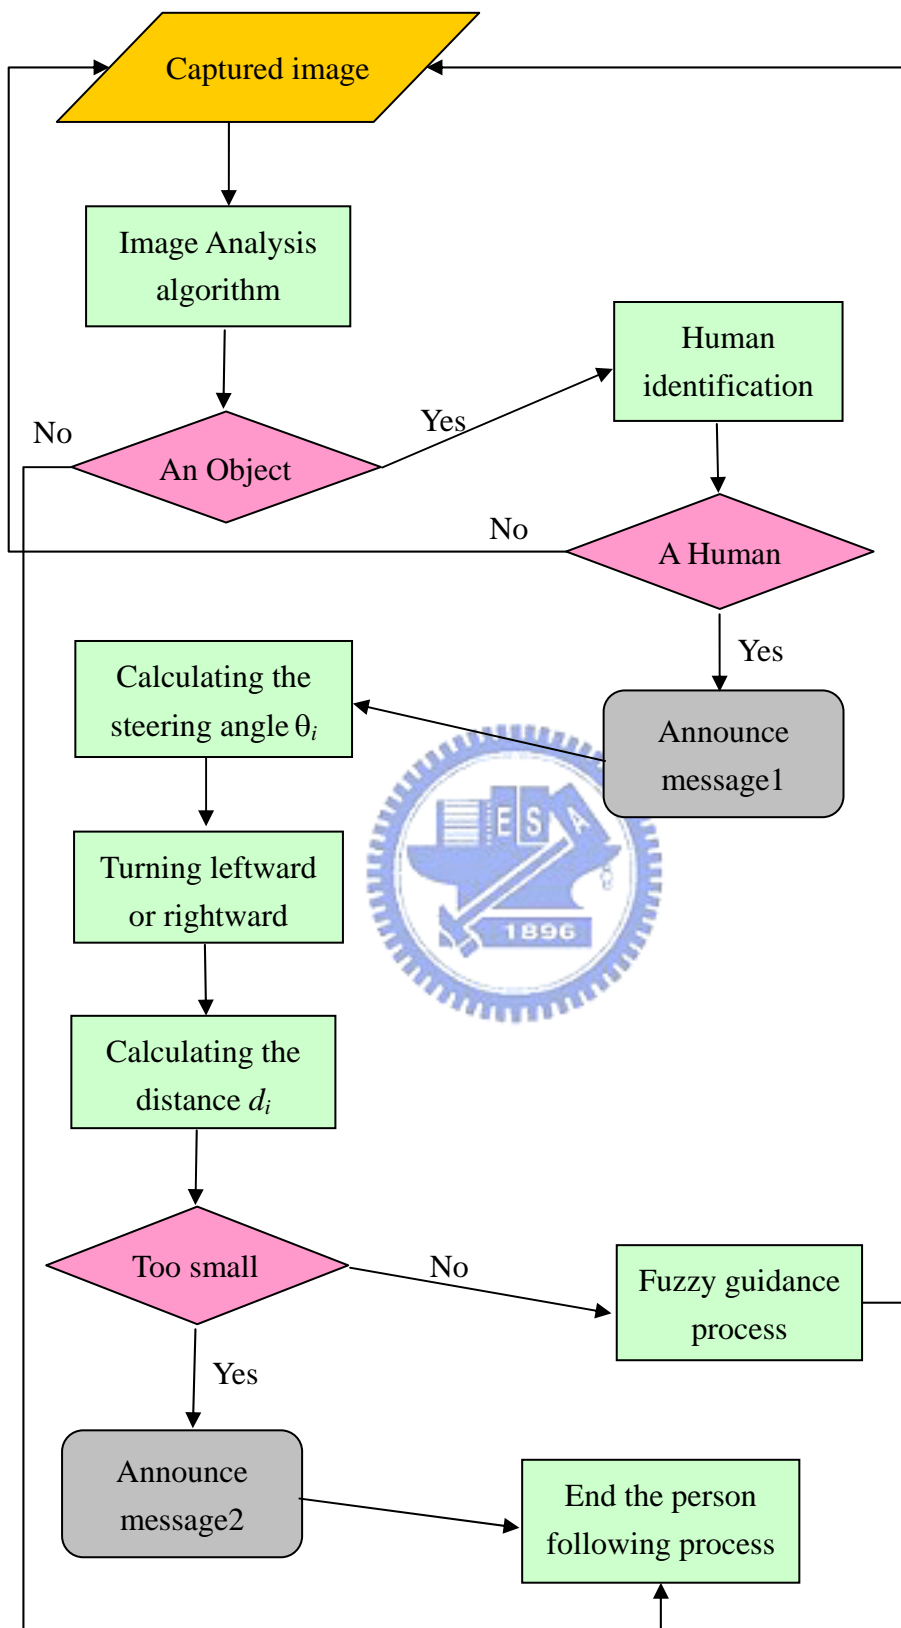 Captured image
Image Analysis
algorithm
Human
identification
No
Yes
An Object
No
A Human
Yes
Calculating the
steering angle θi
Announce
message1
E S A
1896
Turning leftward
or rightward
Calculating the
distance di
Too small
No
Fuzzy guidance
process
Yes
Announce
message2
End the person
following process